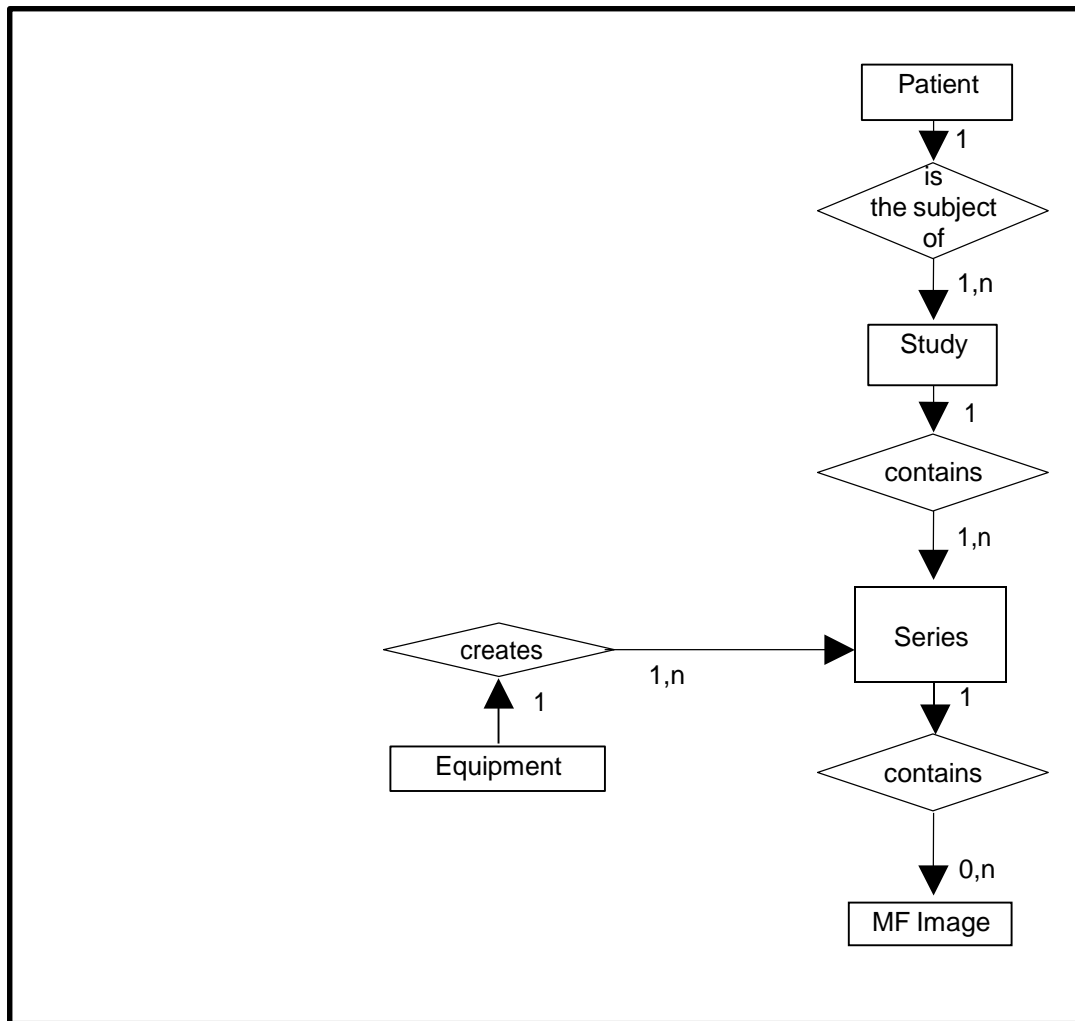 Patient
1
is
the subject
of
1,n
Study
1
contains
1,n
Series
creates
1,n
1
1
Equipment
contains
0,n
MF Image